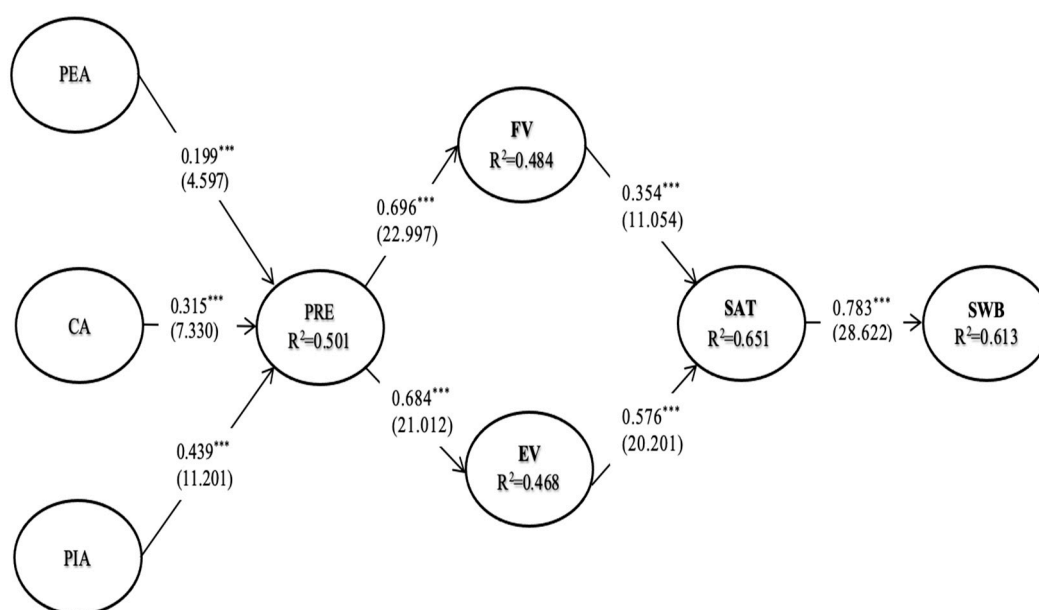 PEA
0.199***
(4.597)
CA
0.315***
(7.330)
PIA
0.439***
(11.201)
PRE
R²=0.501
0.696***
(22.997)
0.684***
(21.012)
FV
R²=0.484
EV
R²=0.468
0.354***
(11.054)
0.576***
(20.201)
SAT
R²=0.651
0.783***
(28.622)
SWB
R²=0.613